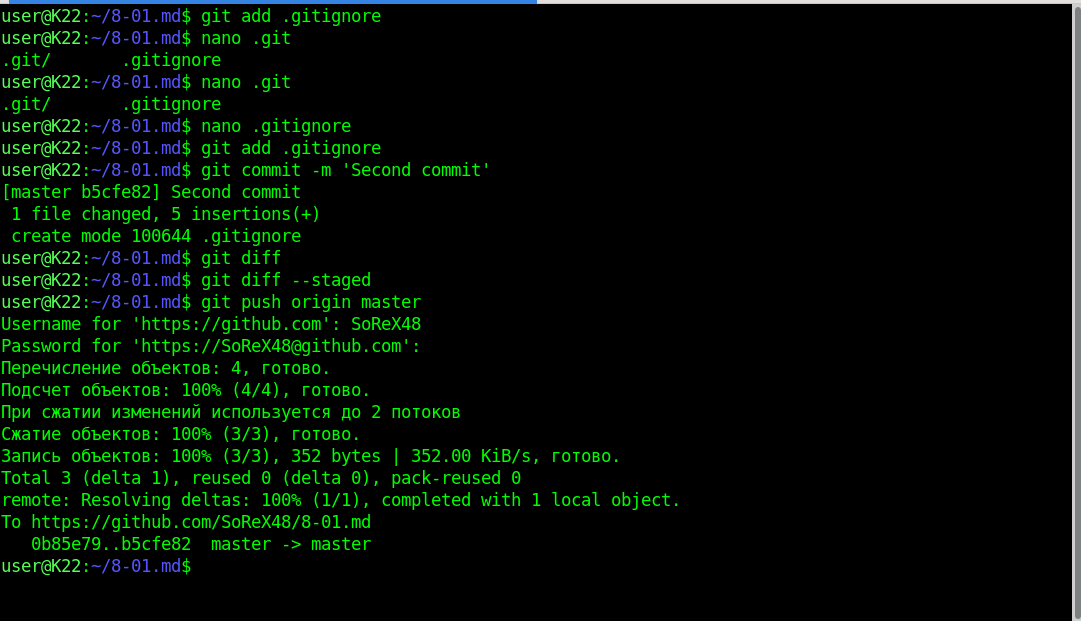 user@K22:~/8-01.md$ git add .gitignore
user@K22:~/8-01.md$ nano .git
.git/       .gitignore
user@K22:~/8-01.md$ nano .git
.git/       .gitignore
user@K22:~/8-01.md$ nano .gitignore
user@K22:~/8-01.md$ git add .gitignore
user@K22:~/8-01.md$ git commit -m 'Second commit'
[master b5cfe82] Second commit
 1 file changed, 5 insertions(+)
 create mode 100644 .gitignore
user@K22:~/8-01.md$ git diff
user@K22:~/8-01.md$ git diff --staged
user@K22:~/8-01.md$ git push origin master
Username for 'https://github.com': SoReX48
Password for 'https://SoReX48@github.com':
Перечисление объектов: 4, готово.
Подсчет объектов: 100% (4/4), готово.
При сжатии изменений используется до 2 потоков
Сжатие объектов: 100% (3/3), готово.
Запись объектов: 100% (3/3), 352 bytes | 352.00 KiB/s, готово.
Total 3 (delta 1), reused 0 (delta 0), pack-reused 0
remote: Resolving deltas: 100% (1/1), completed with 1 local object.
To https://github.com/SoReX48/8-01.md
   0b85e79..b5cfe82  master -> master
user@K22:~/8-01.md$